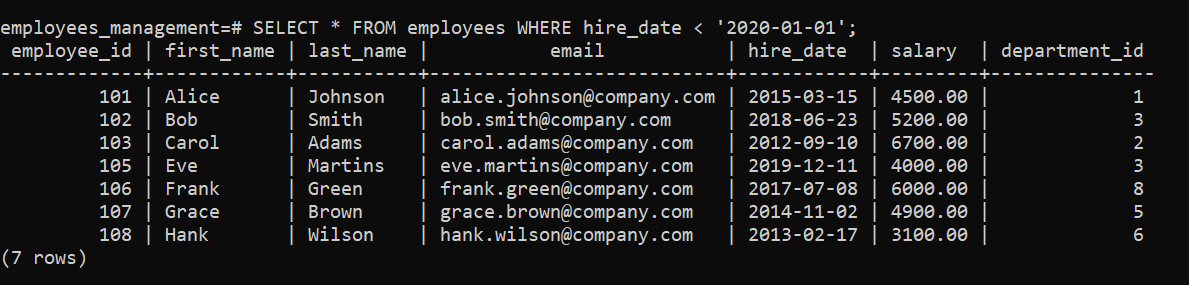 employees_management=# SELECT * FROM employees WHERE hire_date < '2020-01-01';
 employee_id | first_name | last_name |           email           | hire_date  | salary  | department_id
-------------+------------+-----------+---------------------------+------------+---------+---------------
         101 | Alice      | Johnson   | alice.johnson@company.com | 2015-03-15 | 4500.00 |             1
         102 | Bob        | Smith     | bob.smith@company.com     | 2018-06-23 | 5200.00 |             3
         103 | Carol      | Adams     | carol.adams@company.com   | 2012-09-10 | 6700.00 |             2
         105 | Eve        | Martins   | eve.martins@company.com   | 2019-12-11 | 4000.00 |             3
         106 | Frank      | Green     | frank.green@company.com   | 2017-07-08 | 6000.00 |             8
         107 | Grace      | Brown     | grace.brown@company.com   | 2014-11-02 | 4900.00 |             5
         108 | Hank       | Wilson    | hank.wilson@company.com   | 2013-02-17 | 3100.00 |             6
(7 rows)